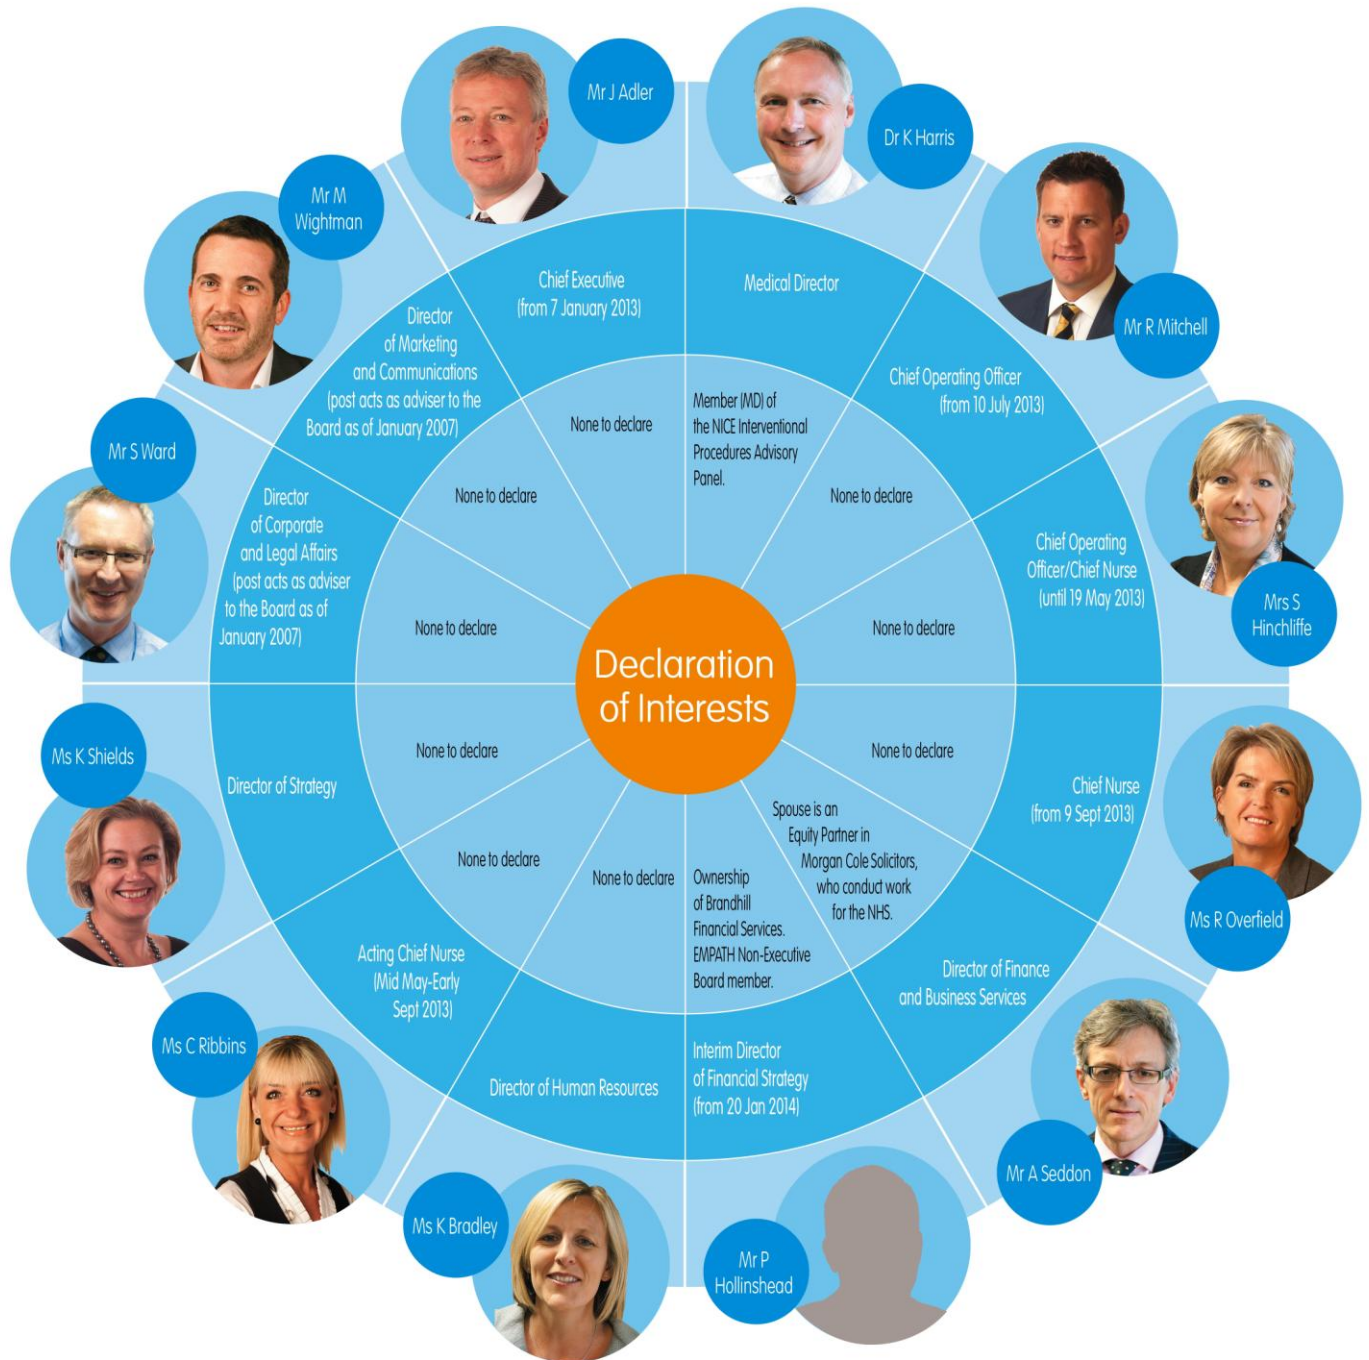 Declaration
of Interests
Mr J Adler
Chief Executive
(from 7 January 2013)
None to declare
Dr K Harris
Medical Director
Member (MD) of
the NICE Interventional
Procedures Advisory
Panel.
Mr R Mitchell
Chief Operating Officer
(from 10 July 2013)
None to declare
Mrs S
Hinchliffe
Chief Operating
Officer/Chief Nurse
(until 19 May 2013)
None to declare
Ms R Overfield
Chief Nurse
(from 9 Sept 2013)
None to declare
Mr A Seddon
Director of Finance
and Business Services
Spouse is an
Equity Partner in
Morgan Cole Solicitors,
who conduct work
for the NHS.
Mr P
Hollinshead
Interim Director
of Financial Strategy
(from 20 Jan 2014)
Ownership
of Brandhill
Financial Services.
EMPATH Non-Executive
Board member.
Ms K Bradley
Director of Human Resources
None to declare
Ms C Ribbins
Acting Chief Nurse
(Mid May-Early
Sept 2013)
None to declare
Ms K Shields
Director of Strategy
None to declare
Mr S Ward
Director
of Corporate
and Legal Affairs
(post acts as adviser
to the Board as of
January 2007)
None to declare
Mr M
Wightman
Director
of Marketing
and Communications
(post acts as adviser to the
Board as of January 2007)
None to declare